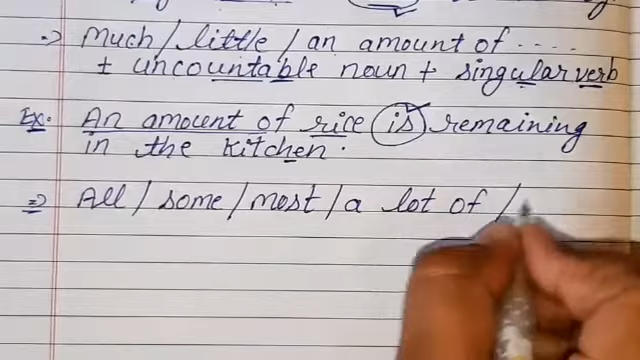 Much / little / an amount of ....
+ uncountable noun + singular verb
Ex. An amount of rice is remaining
in the kitchen.
=> All / some / most / a lot of /